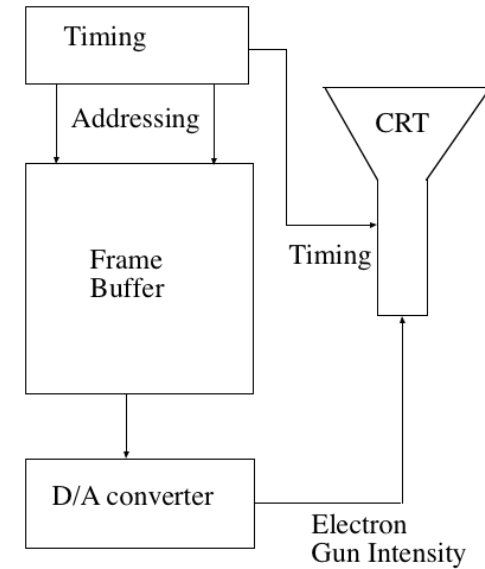 Timing
Addressing
CRT
Frame
Buffer
Timing
D/A converter
Electron
Gun Intensity